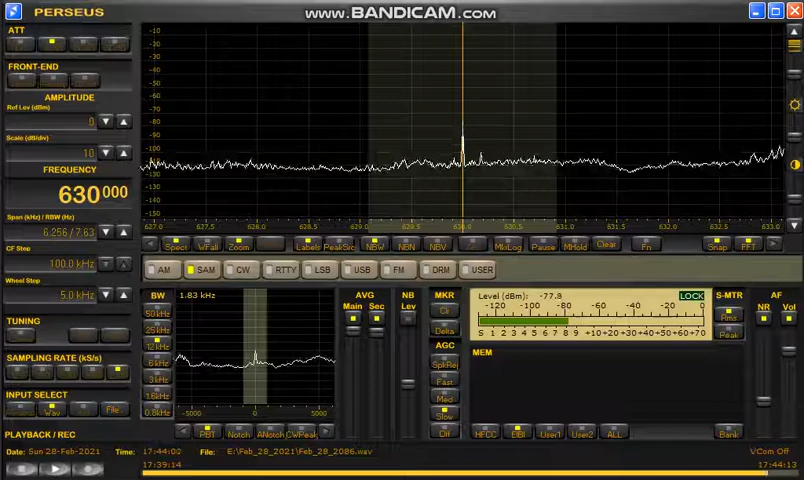 PERSEUS
www.BANDICAM.com
ATT
FRONT-END
AMPLITUDE
Ref Lev (dBm)
0
Scale (dB/div)
10
FREQUENCY
630000
Span (kHz) / RBW (Hz)
6.256 / 7.63
CF Step
100.0 kHz
Wheel Step
5.0 kHz
TUNING
SAMPLING RATE (kS/s)
INPUT SELECT
Wav File
-10
-20
-30
-40
-50
-60
-70
-80
-90
-100
-120
-130
-140
-150
627.0 627.5 628.0 628.5 629.0 629.5 630.0 630.5 631.0 631.5 632.0 632.5 633.0
Spect WFall Zoom Labels PeakSrc NBW NBN NBV MkLog Pause MHold Clear Fn Snap FFT
AM SAM CW RTTY LSB USB FM DRM USER
BW
50kHz
25kHz
12kHz
6kHz
3kHz
1.6kHz
0.8kHz
1.83 kHz
-5000 0 5000
PBT Notch ANotch CWPeak
AVG
Main Sec
NB
Lev
MKR
Clr
Delta
AGC
SpkRej
Fast
Med
Slow
Off
Level (dBm): -77.8 LOCK
-120 -100 -80 -60 -40 -20 0
S 1 2 3 4 5 6 7 8 9 +10 +20 +30 +40 +50 +60 +70
S-MTR
Rms
Peak
AF
NR Vol
MEM
HFCC EIBI User1 User2 ALL Bank
PLAYBACK / REC
Sun 28-Feb-2021 Time: 17:44:00 File: E:\Feb_28_2021\Feb_28_2086.wav VCom Off
17:39:14 17:44:13